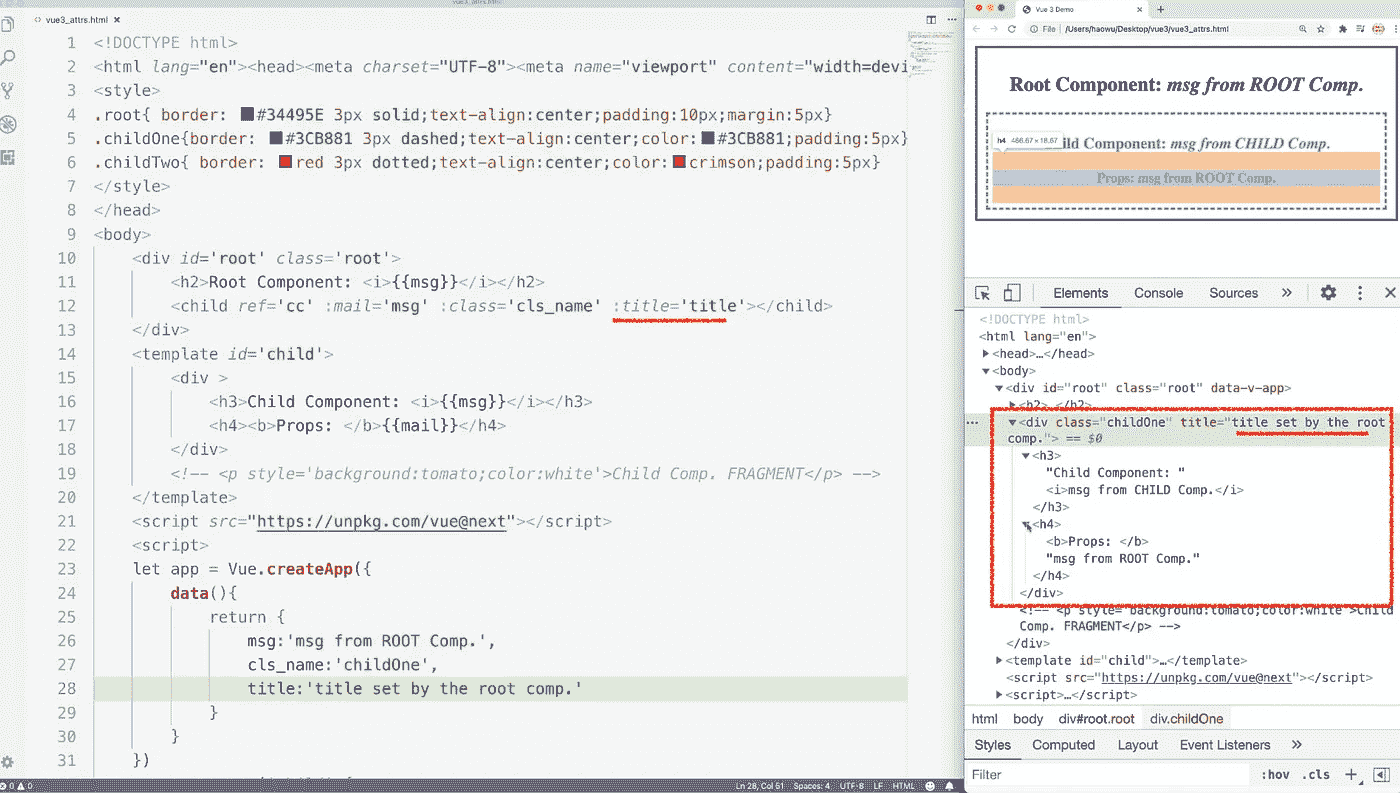 vue3_attrs.html
<> vue3_attrs.html ×
1 <!DOCTYPE html>
2 <html lang="en"><head><meta charset="UTF-8"><meta name="viewport" content="width=devi
3 <style>
4 .root{ border: #34495E 3px solid;text-align:center;padding:10px;margin:5px}
5 .childOne{border: #3CB881 3px dashed;text-align:center;color:#3CB881;padding:5px}
6 .childTwo{ border: red 3px dotted;text-align:center;color:crimson;padding:5px}
7 </style>
8 </head>
9 <body>
10 <div id='root' class='root'>
11 <h2>Root Component: <i>{{msg}}</i></h2>
12 <child ref='cc' :mail='msg' :class='cls_name' :title='title'></child>
13 </div>
14 <template id='child'>
15 <div >
16 <h3>Child Component: <i>{{msg}}</i></h3>
17 <h4><b>Props: </b>{{mail}}</h4>
18 </div>
19 <!-- <p style='background:tomato;color:white'>Child Comp. FRAGMENT</p> -->
20 </template>
21 <script src="https://unpkg.com/vue@next"></script>
22 <script>
23 let app = Vue.createApp({
24 data(){
25 return {
26 msg:'msg from ROOT Comp.',
27 cls_name:'childOne',
28 title:'title set by the root comp.'
29 }
30 }
31 })
0 0
Ln 28, Col 51 Spaces: 4 UTF-8 LF HTML
Vue 3 Demo × +
File /Users/haowu/Desktop/vue3/vue3_attrs.html
Root Component: msg from ROOT Comp.
h4 466.67 × 18.67
ild Component: msg from CHILD Comp.
Props: msg from ROOT Comp.
Elements Console Sources »
<!DOCTYPE html>
<html lang="en">
<head>…</head>
<body>
<div id="root" class="root" data-v-app>
<h2> </h2>
<div class="childOne" title="title set by the root
comp."> == $0
<h3>
"Child Component: "
<i>msg from CHILD Comp.</i>
</h3>
<h4>
<b>Props: </b>
"msg from ROOT Comp."
</h4>
</div>
<!-- <p style='background:tomato;color:white'>Child
Comp. FRAGMENT</p> -->
</div>
<template id="child">…</template>
<script src="https://unpkg.com/vue@next"></script>
<script>…</script>
html body div#root.root div.childOne
Styles Computed Layout Event Listeners »
Filter :hov .cls +